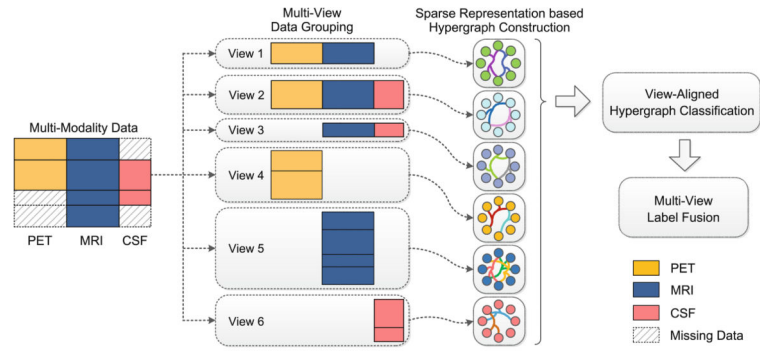 Multi-View
Data Grouping
Sparse Representation based
Hypergraph Construction
View 1
View 2
View 3
View 4
View 5
View 6
Multi-Modality Data
PET MRI CSF
View-Aligned
Hypergraph Classification
Multi-View
Label Fusion
PET
MRI
CSF
Missing Data